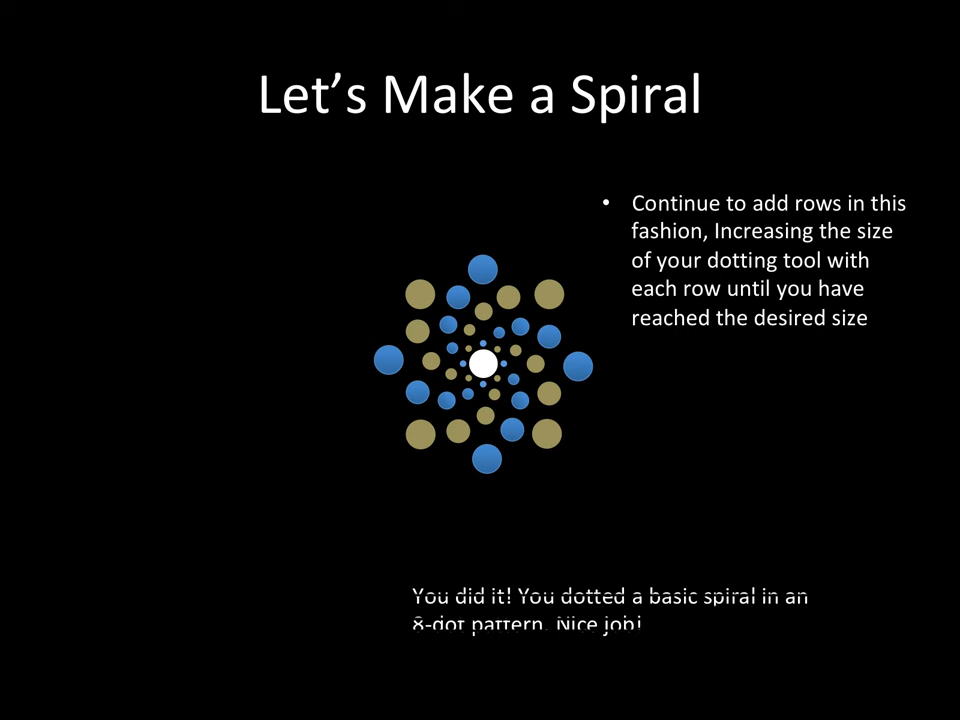 Let’s Make a Spiral
• Continue to add rows in this
fashion, Increasing the size
of your dotting tool with
each row until you have
reached the desired size
You did it! You dotted a basic spiral in an
8-dot pattern. Nice job!